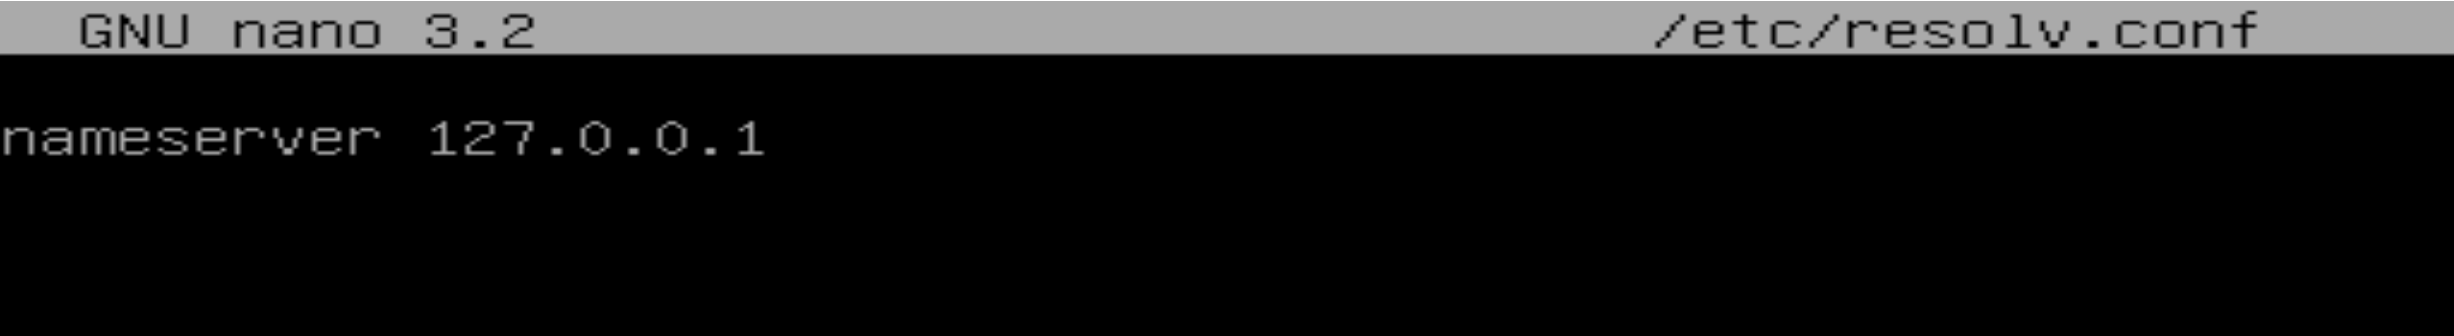 GNU nano 3.2 /etc/resolv.conf
nameserver 127.0.0.1